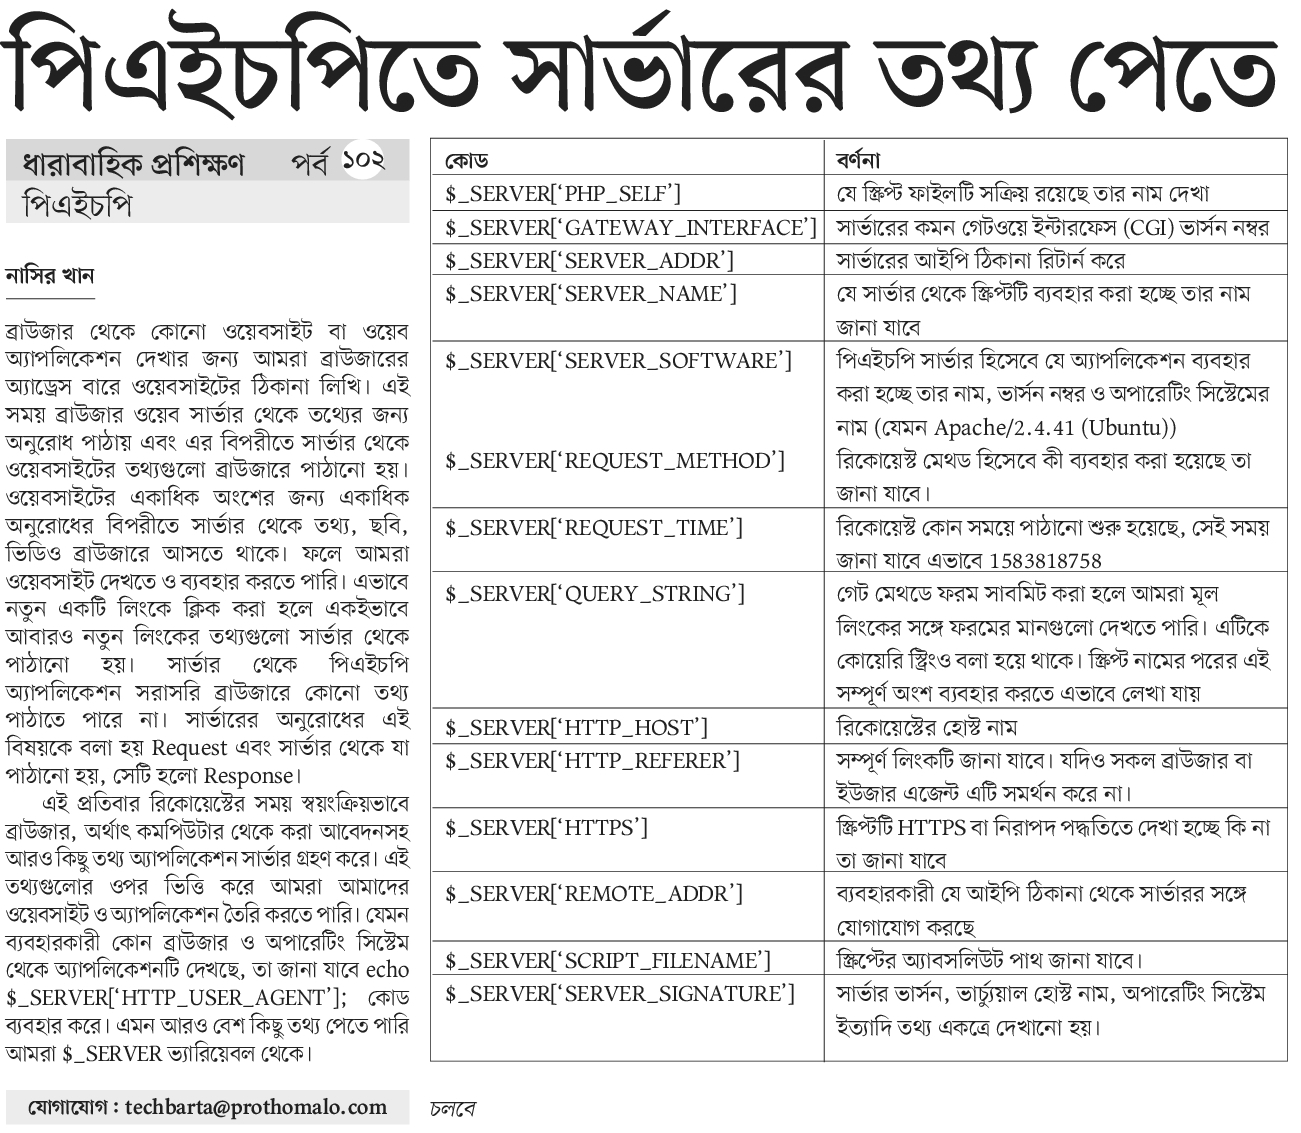 পিএইচপিতে সার্ভারের তথ্য পেতে
ধারাবাহিক প্রশিক্ষণ পর্ব ১০২
পিএইচপি
নাসির খান
ব্রাউজার থেকে কোনো ওয়েবসাইট বা ওয়েব
অ্যাপলিকেশন দেখার জন্য আমরা ব্রাউজারের
অ্যাড্রেস বারে ওয়েবসাইটের ঠিকানা লিখি। এই
সময় ব্রাউজার ওয়েব সার্ভার থেকে তথ্যের জন্য
অনুরোধ পাঠায় এবং এর বিপরীতে সার্ভার থেকে
ওয়েবসাইটের তথ্যগুলো ব্রাউজারে পাঠানো হয়।
ওয়েবসাইটের একাধিক অংশের জন্য একাধিক
অনুরোধের বিপরীতে সার্ভার থেকে তথ্য, ছবি,
ভিডিও ব্রাউজারে আসতে থাকে। ফলে আমরা
ওয়েবসাইট দেখতে ও ব্যবহার করতে পারি। এভাবে
নতুন একটি লিংকে ক্লিক করা হলে একইভাবে
আবারও নতুন লিংকের তথ্যগুলো সার্ভার থেকে
পাঠানো হয়। সার্ভার থেকে পিএইচপি
অ্যাপলিকেশন সরাসরি ব্রাউজারে কোনো তথ্য
পাঠাতে পারে না। সার্ভারের অনুরোধের এই
বিষয়কে বলা হয় Request এবং সার্ভার থেকে যা
পাঠানো হয়, সেটি হলো Response।
এই প্রতিবার রিকোয়েস্টের সময় স্বয়ংক্রিয়ভাবে
ব্রাউজার, অর্থাৎ কমপিউটার থেকে করা আবেদনসহ
আরও কিছু তথ্য অ্যাপলিকেশন সার্ভার গ্রহণ করে। এই
তথ্যগুলোর ওপর ভিত্তি করে আমরা আমাদের
ওয়েবসাইট ও অ্যাপলিকেশন তৈরি করতে পারি। যেমন
ব্যবহারকারী কোন ব্রাউজার ও অপারেটিং সিস্টেম
থেকে অ্যাপলিকেশনটি দেখছে, তা জানা যাবে echo
$_SERVER[‘HTTP_USER_AGENT’]; কোড
ব্যবহার করে। এমন আরও বেশ কিছু তথ্য পেতে পারি
আমরা $_SERVER ভ্যারিয়েবল থেকে।
যোগাযোগ : techbarta@prothomalo.com
কোড বর্ণনা
$_SERVER[‘PHP_SELF’] যে স্ক্রিপ্ট ফাইলটি সক্রিয় রয়েছে তার নাম দেখা
$_SERVER[‘GATEWAY_INTERFACE’] সার্ভারের কমন গেটওয়ে ইন্টারফেস (CGI) ভার্সন নম্বর
$_SERVER[‘SERVER_ADDR’] সার্ভারের আইপি ঠিকানা রিটার্ন করে
$_SERVER[‘SERVER_NAME’] যে সার্ভার থেকে স্ক্রিপ্টটি ব্যবহার করা হচ্ছে তার নাম
জানা যাবে
$_SERVER[‘SERVER_SOFTWARE’] পিএইচপি সার্ভার হিসেবে যে অ্যাপলিকেশন ব্যবহার
করা হচ্ছে তার নাম, ভার্সন নম্বর ও অপারেটিং সিস্টেমের
নাম (যেমন Apache/2.4.41 (Ubuntu))
$_SERVER[‘REQUEST_METHOD’] রিকোয়েস্ট মেথড হিসেবে কী ব্যবহার করা হয়েছে তা
জানা যাবে।
$_SERVER[‘REQUEST_TIME’] রিকোয়েস্ট কোন সময়ে পাঠানো শুরু হয়েছে, সেই সময়
জানা যাবে এভাবে 1583818758
$_SERVER[‘QUERY_STRING’] গেট মেথডে ফরম সাবমিট করা হলে আমরা মূল
লিংকের সঙ্গে ফরমের মানগুলো দেখতে পারি। এটিকে
কোয়েরি স্ট্রিংও বলা হয়ে থাকে। স্ক্রিপ্ট নামের পরের এই
সম্পূর্ণ অংশ ব্যবহার করতে এভাবে লেখা যায়
$_SERVER[‘HTTP_HOST’] রিকোয়েস্টের হোস্ট নাম
$_SERVER[‘HTTP_REFERER’] সম্পূর্ণ লিংকটি জানা যাবে। যদিও সকল ব্রাউজার বা
ইউজার এজেন্ট এটি সমর্থন করে না।
$_SERVER[‘HTTPS’] স্ক্রিপ্টটি HTTPS বা নিরাপদ পদ্ধতিতে দেখা হচ্ছে কি না
তা জানা যাবে
$_SERVER[‘REMOTE_ADDR’] ব্যবহারকারী যে আইপি ঠিকানা থেকে সার্ভারর সঙ্গে
যোগাযোগ করছে
$_SERVER[‘SCRIPT_FILENAME’] স্ক্রিপ্টের অ্যাবসলিউট পাথ জানা যাবে।
$_SERVER[‘SERVER_SIGNATURE’] সার্ভার ভার্সন, ভার্চ্যুয়াল হোস্ট নাম, অপারেটিং সিস্টেম
ইত্যাদি তথ্য একত্রে দেখানো হয়।
চলবে